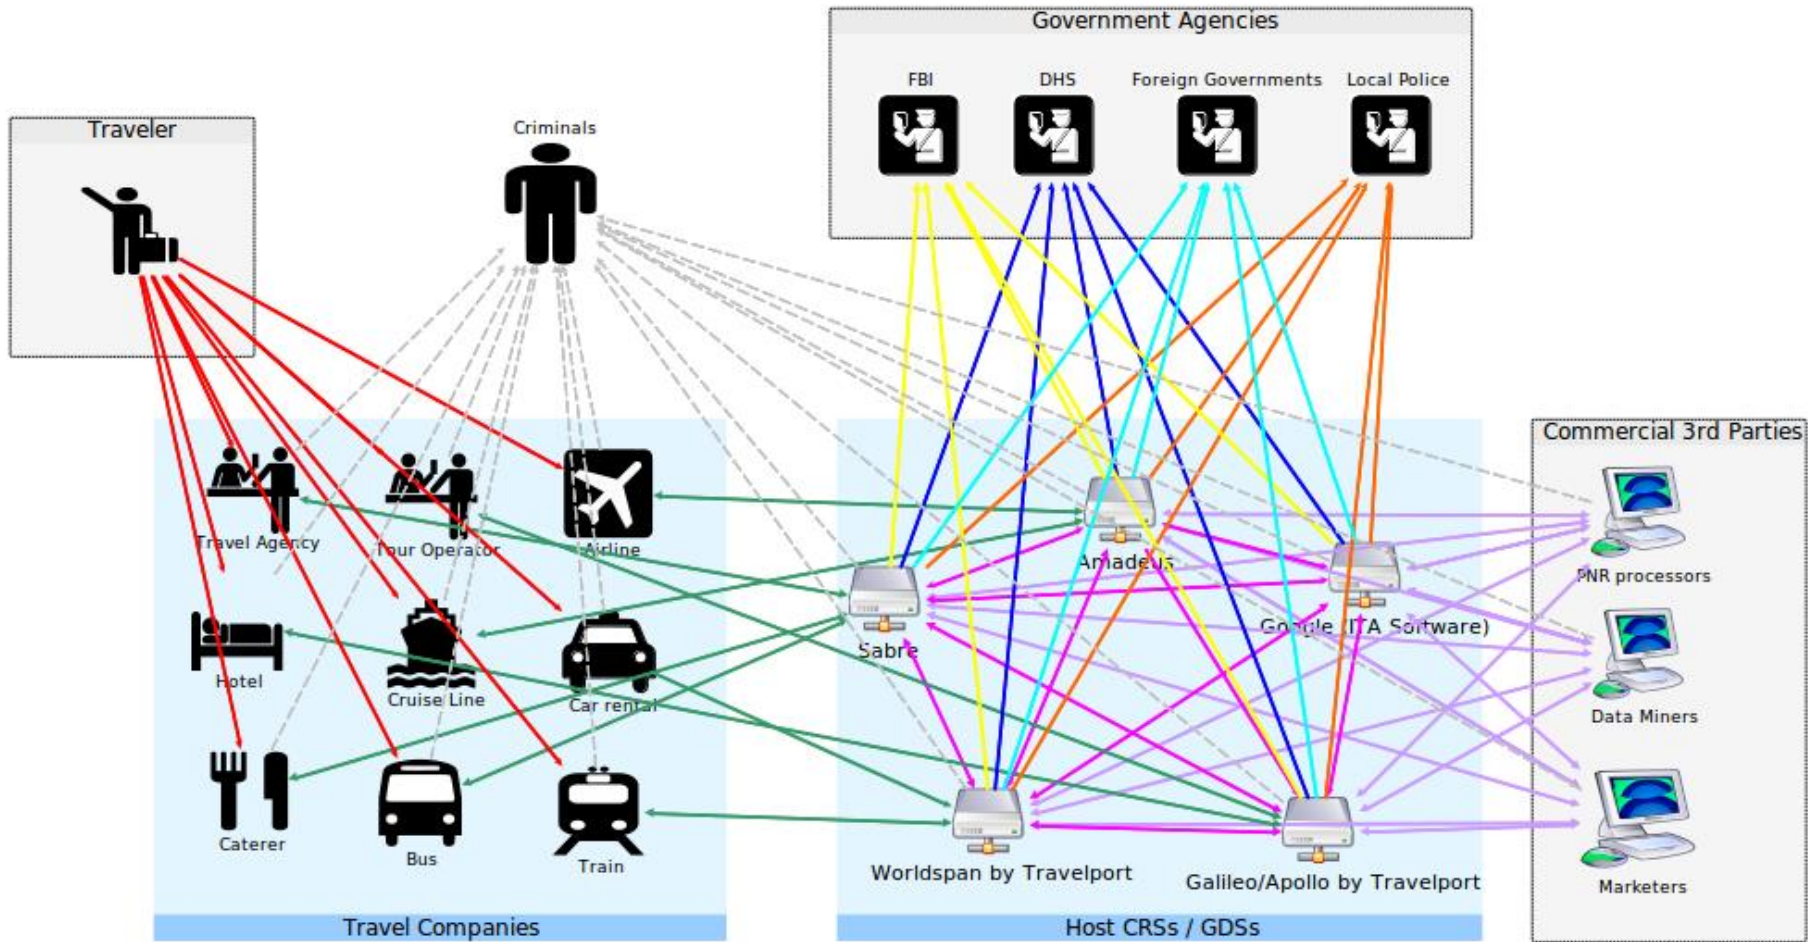 Government Agencies
FBI
DHS
Foreign Governments
Local Police
Traveler
Criminals
Commercial 3rd Parties
Travel Agency
Tour Operator
Airline
Amadeus
PNR processors
Google (ITA Software)
Sabre
Hotel
Cruise Line
Car rental
Data Miners
Caterer
Bus
Train
Worldspan by Travelport
Galileo/Apollo by Travelport
Marketers
Travel Companies
Host CRSs / GDSs